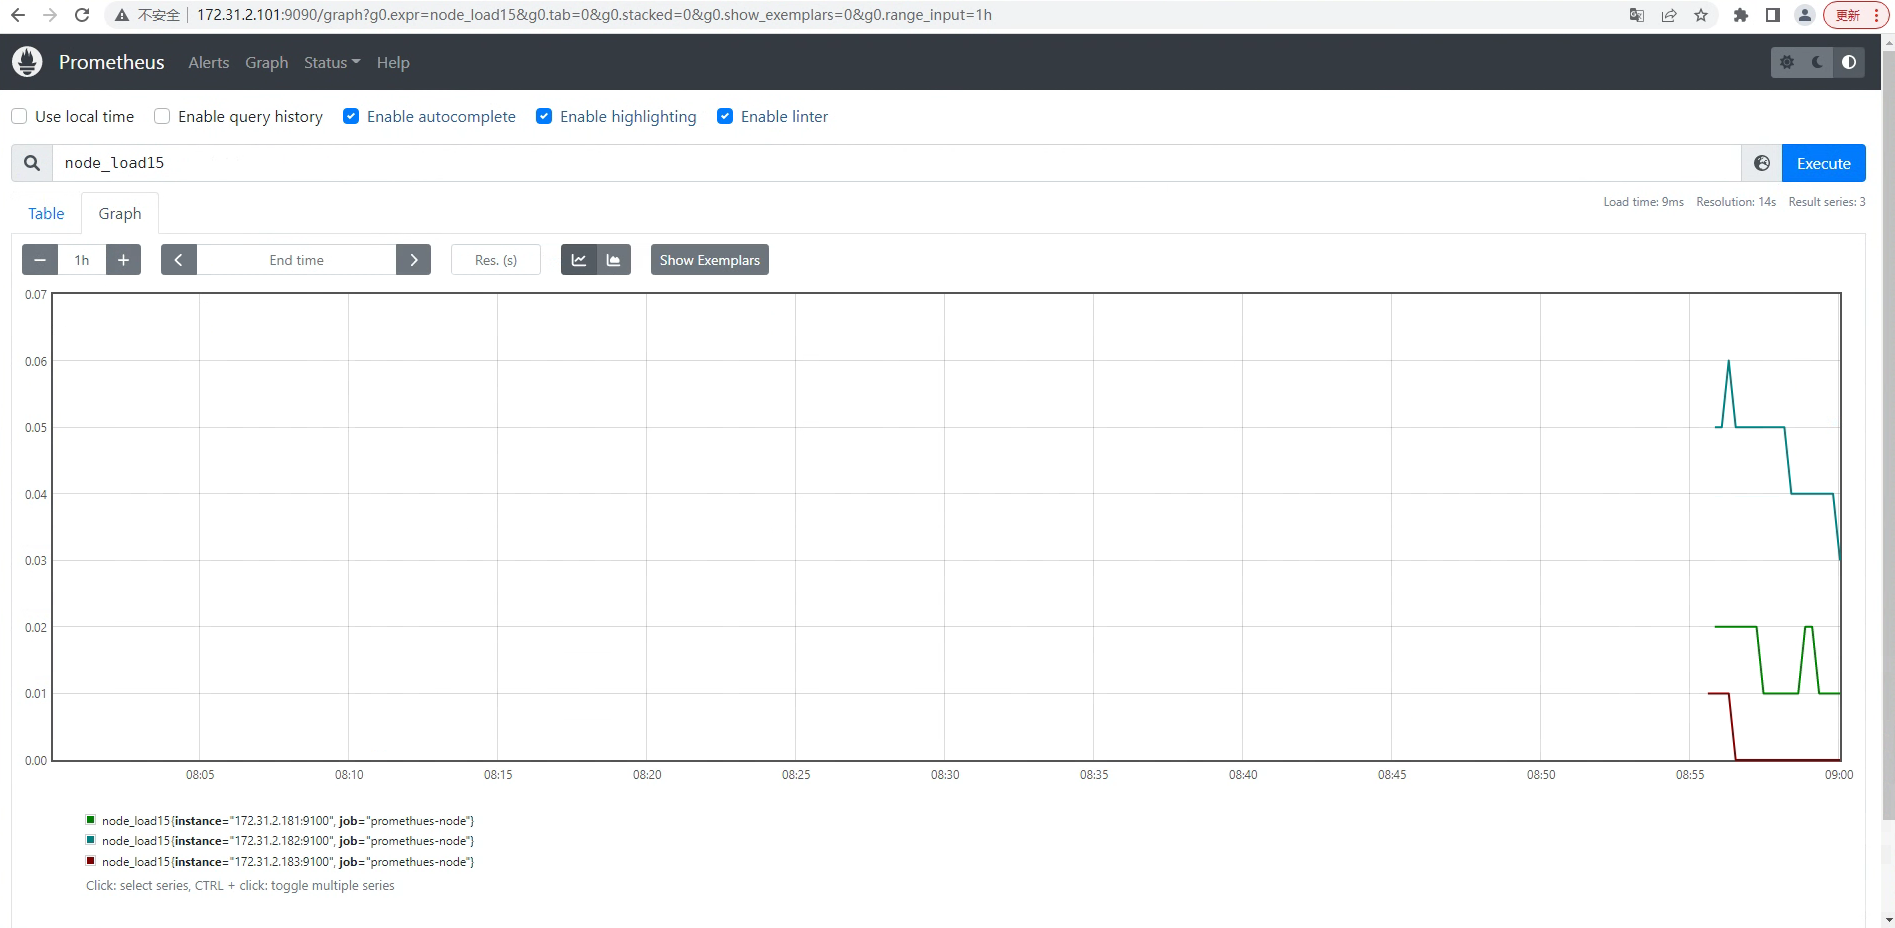 不安全 172.31.2.101:9090/graph?g0.expr=node_load15&g0.tab=0&g0.stacked=0&g0.show_exemplars=0&g0.range_input=1h 更新
Prometheus Alerts Graph Status Help
Use local time Enable query history Enable autocomplete Enable highlighting Enable linter
node_load15 Execute
Table Graph Load time: 9ms Resolution: 14s Result series: 3
1h End time Res. (s) Show Exemplars
0.07
0.06
0.05
0.04
0.03
0.02
0.01
0.00
08:05 08:10 08:15 08:20 08:25 08:30 08:35 08:40 08:45 08:50 08:55 09:00
node_load15{instance="172.31.2.181:9100", job="promethues-node"}
node_load15{instance="172.31.2.182:9100", job="promethues-node"}
node_load15{instance="172.31.2.183:9100", job="promethues-node"}
Click: select series, CTRL + click: toggle multiple series